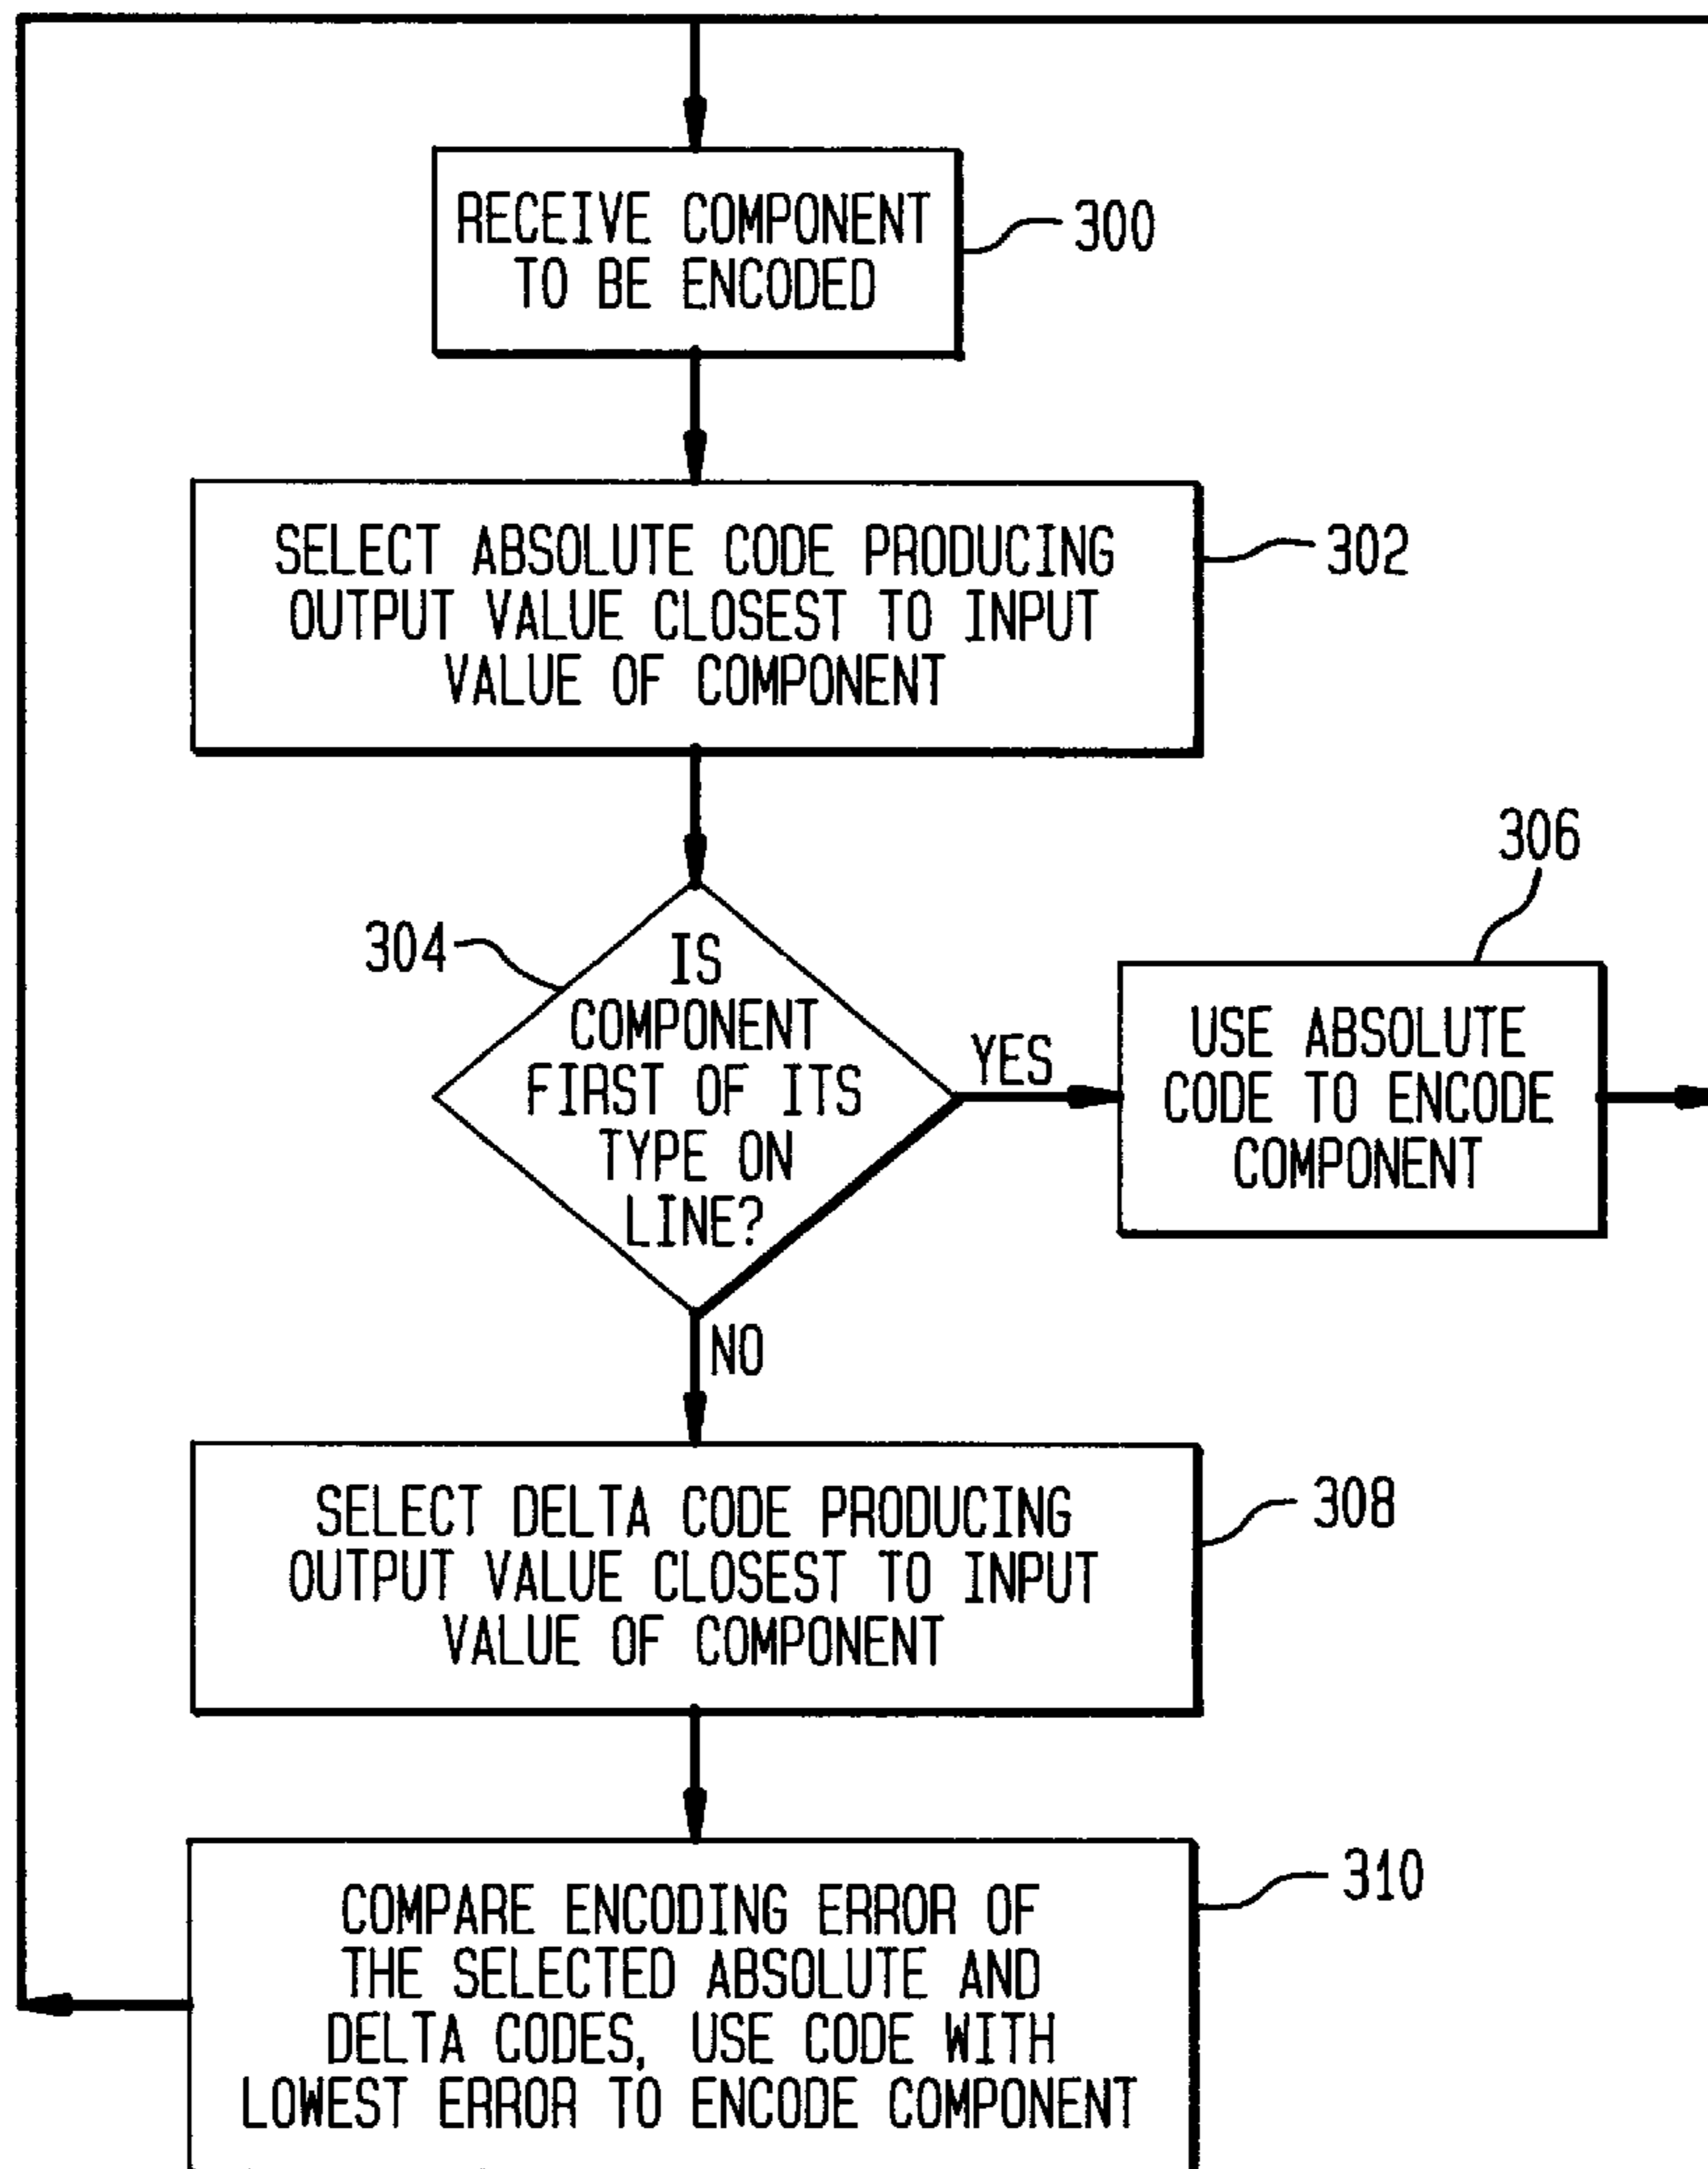 RECEIVE COMPONENT
TO BE ENCODED
300
SELECT ABSOLUTE CODE PRODUCING
OUTPUT VALUE CLOSEST TO INPUT
VALUE OF COMPONENT
302
304
IS
COMPONENT
FIRST OF ITS
TYPE ON
LINE?
YES
306
USE ABSOLUTE
CODE TO ENCODE
COMPONENT
NO
SELECT DELTA CODE PRODUCING
OUTPUT VALUE CLOSEST TO INPUT
VALUE OF COMPONENT
308
COMPARE ENCODING ERROR OF
THE SELECTED ABSOLUTE AND
DELTA CODES, USE CODE WITH
LOWEST ERROR TO ENCODE COMPONENT
310